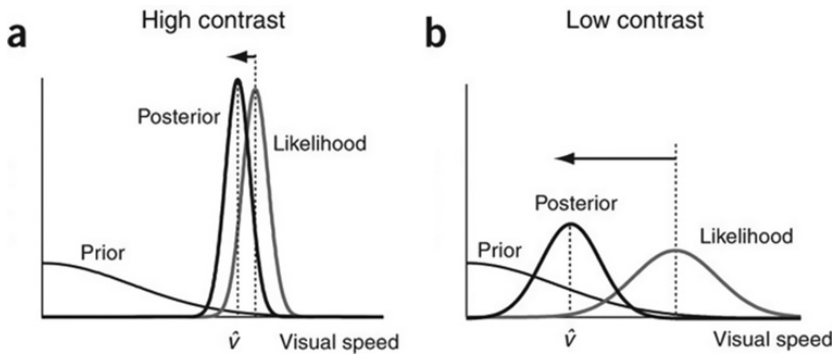 a
High contrast
Posterior
Likelihood
Prior
v̂
Visual speed
b
Low contrast
Posterior
Likelihood
Prior
v̂
Visual speed